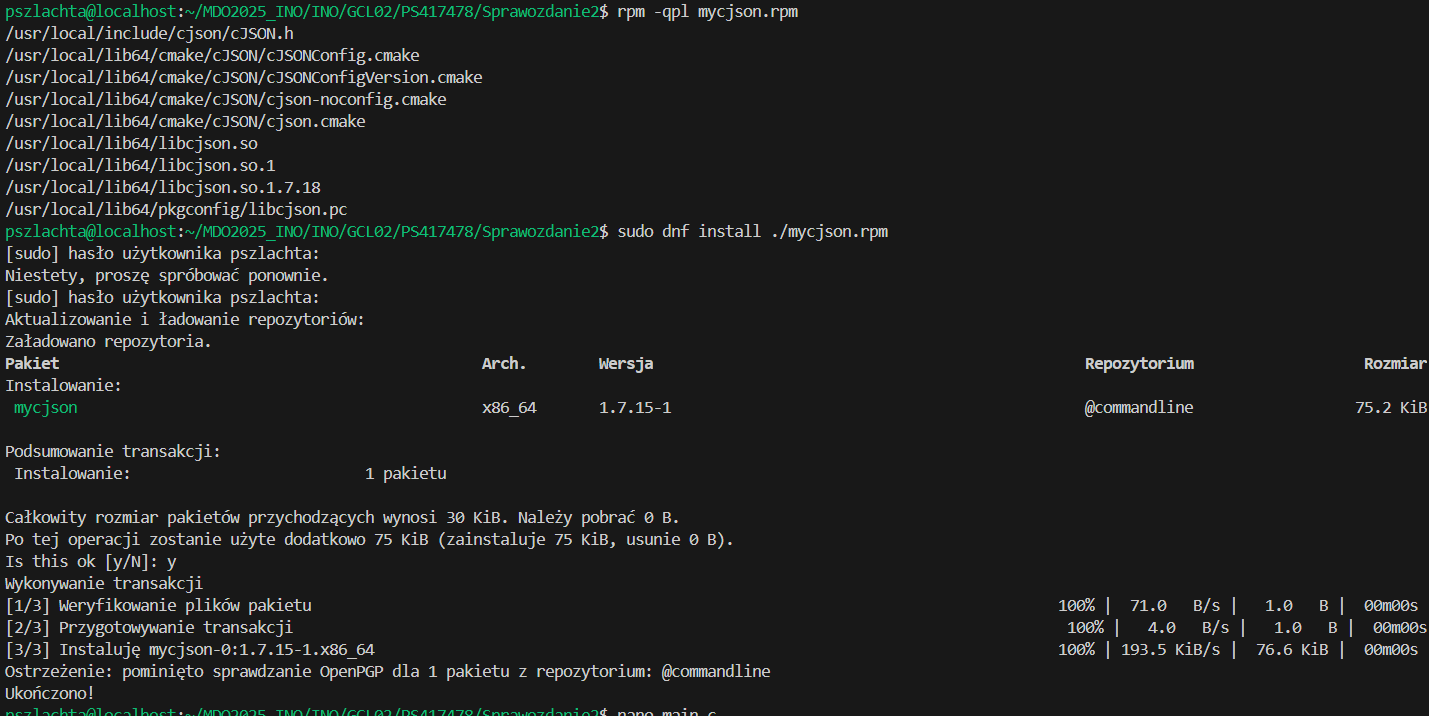 pszlachta@localhost:~/MDO2025_INO/INO/GCL02/PS417478/Sprawozdanie2$ rpm -qpl mycjson.rpm
/usr/local/include/cjson/cJSON.h
/usr/local/lib64/cmake/cJSON/cJSONConfig.cmake
/usr/local/lib64/cmake/cJSON/cJSONConfigVersion.cmake
/usr/local/lib64/cmake/cJSON/cjson-noconfig.cmake
/usr/local/lib64/cmake/cJSON/cjson.cmake
/usr/local/lib64/libcjson.so
/usr/local/lib64/libcjson.so.1
/usr/local/lib64/libcjson.so.1.7.18
/usr/local/lib64/pkgconfig/libcjson.pc
pszlachta@localhost:~/MDO2025_INO/INO/GCL02/PS417478/Sprawozdanie2$ sudo dnf install ./mycjson.rpm
[sudo] hasło użytkownika pszlachta:
Niestety, proszę spróbować ponownie.
[sudo] hasło użytkownika pszlachta:
Aktualizowanie i ładowanie repozytoriów:
Załadowano repozytoria.
Pakiet Arch. Wersja Repozytorium Rozmiar
Instalowanie:
mycjson x86_64 1.7.15-1 @commandline 75.2 KiB
Podsumowanie transakcji:
Instalowanie: 1 pakietu
Całkowity rozmiar pakietów przychodzących wynosi 30 KiB. Należy pobrać 0 B.
Po tej operacji zostanie użyte dodatkowo 75 KiB (zainstaluje 75 KiB, usunie 0 B).
Is this ok [y/N]: y
Wykonywanie transakcji
[1/3] Weryfikowanie plików pakietu 100% | 71.0 B/s | 1.0 B | 00m00s
[2/3] Przygotowywanie transakcji 100% | 4.0 B/s | 1.0 B | 00m00s
[3/3] Instaluję mycjson-0:1.7.15-1.x86_64 100% | 193.5 KiB/s | 76.6 KiB | 00m00s
Ostrzeżenie: pominięto sprawdzanie OpenPGP dla 1 pakietu z repozytorium: @commandline
Ukończono!
pszlachta@localhost:~/MDO2025_INO/INO/GCL02/PS417478/Sprawozdanie2$ nano main.c